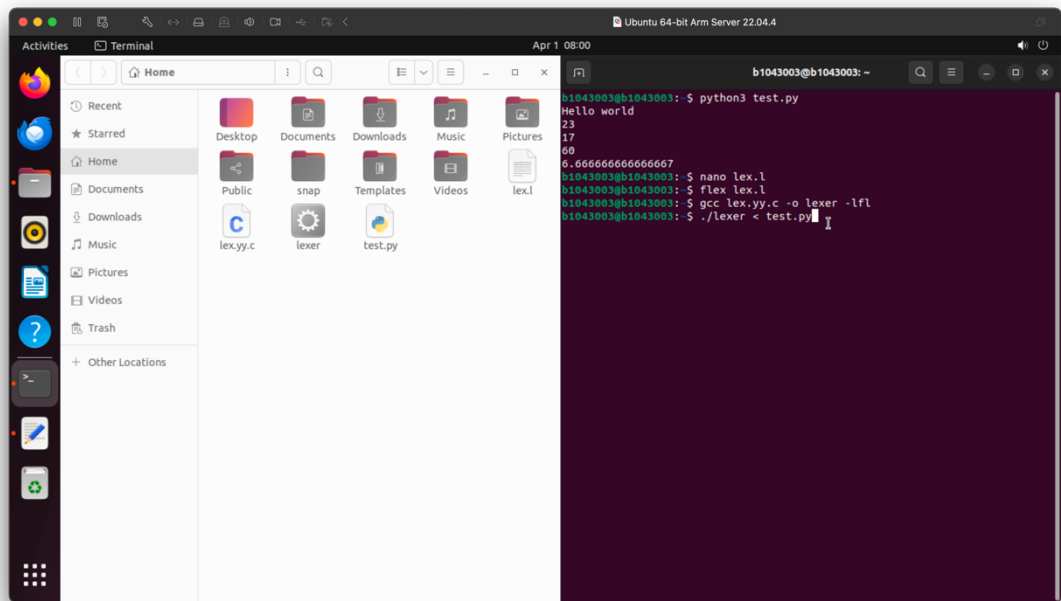 Ubuntu 64-bit Arm Server 22.04.4
Activities
Terminal
Apr 1 08:00
Home
Recent
Starred
Home
Documents
Downloads
Music
Pictures
Videos
Trash
Other Locations
Desktop
Documents
Downloads
Music
Pictures
Public
snap
Templates
Videos
lex.l
lex.yy.c
lexer
test.py
b1043003@b1043003: ~
b1043003@b1043003:~$ python3 test.py
Hello world
23
17
60
6.666666666666667
b1043003@b1043003:~$ nano lex.l
b1043003@b1043003:~$ flex lex.l
b1043003@b1043003:~$ gcc lex.yy.c -o lexer -lfl
b1043003@b1043003:~$ ./lexer < test.py